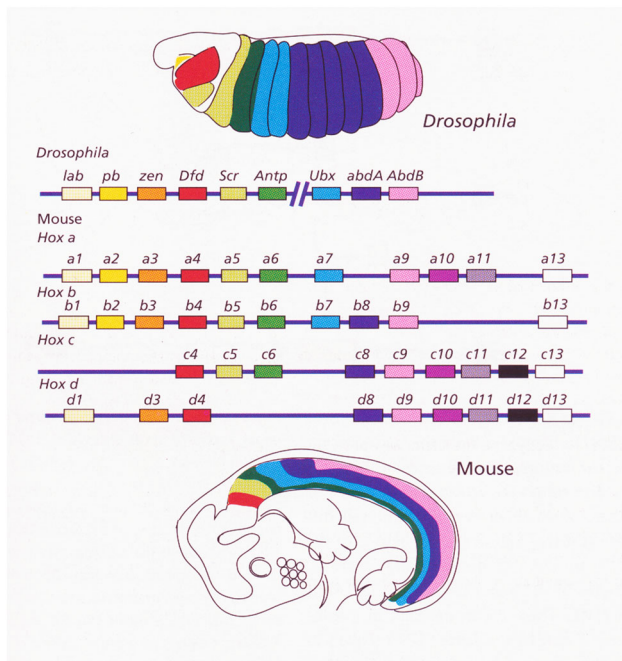 Drosophila
Drosophila
lab pb zen Dfd Scr Antp Ubx abdA AbdB
Mouse
Hox a
a1 a2 a3 a4 a5 a6 a7 a9 a10 a11 a13
Hox b
b1 b2 b3 b4 b5 b6 b7 b8 b9 b13
Hox c
c4 c5 c6 c8 c9 c10 c11 c12 c13
Hox d
d1 d3 d4 d8 d9 d10 d11 d12 d13
Mouse